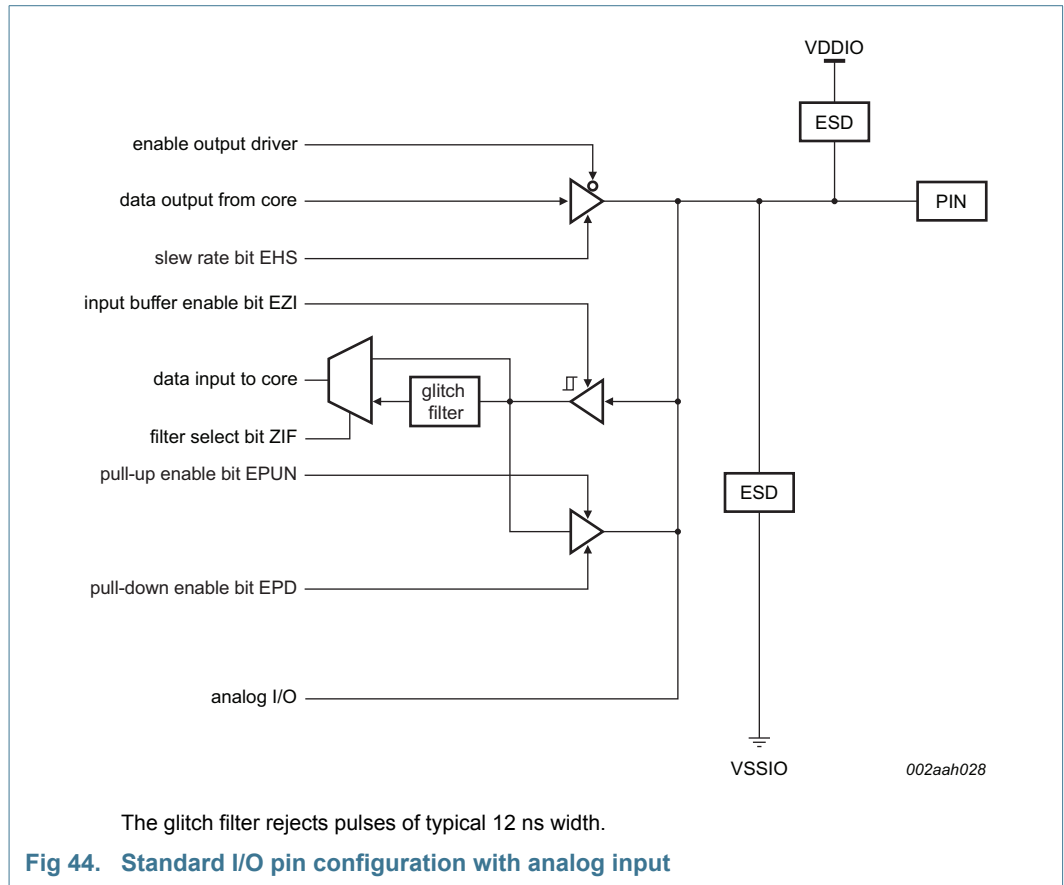 VDDIO
ESD
enable output driver
data output from core
PIN
slew rate bit EHS
input buffer enable bit EZI
data input to core
glitch
filter
filter select bit ZIF
pull-up enable bit EPUN
ESD
pull-down enable bit EPD
analog I/O
VSSIO
002aah028
The glitch filter rejects pulses of typical 12 ns width.
Fig 44. Standard I/O pin configuration with analog input